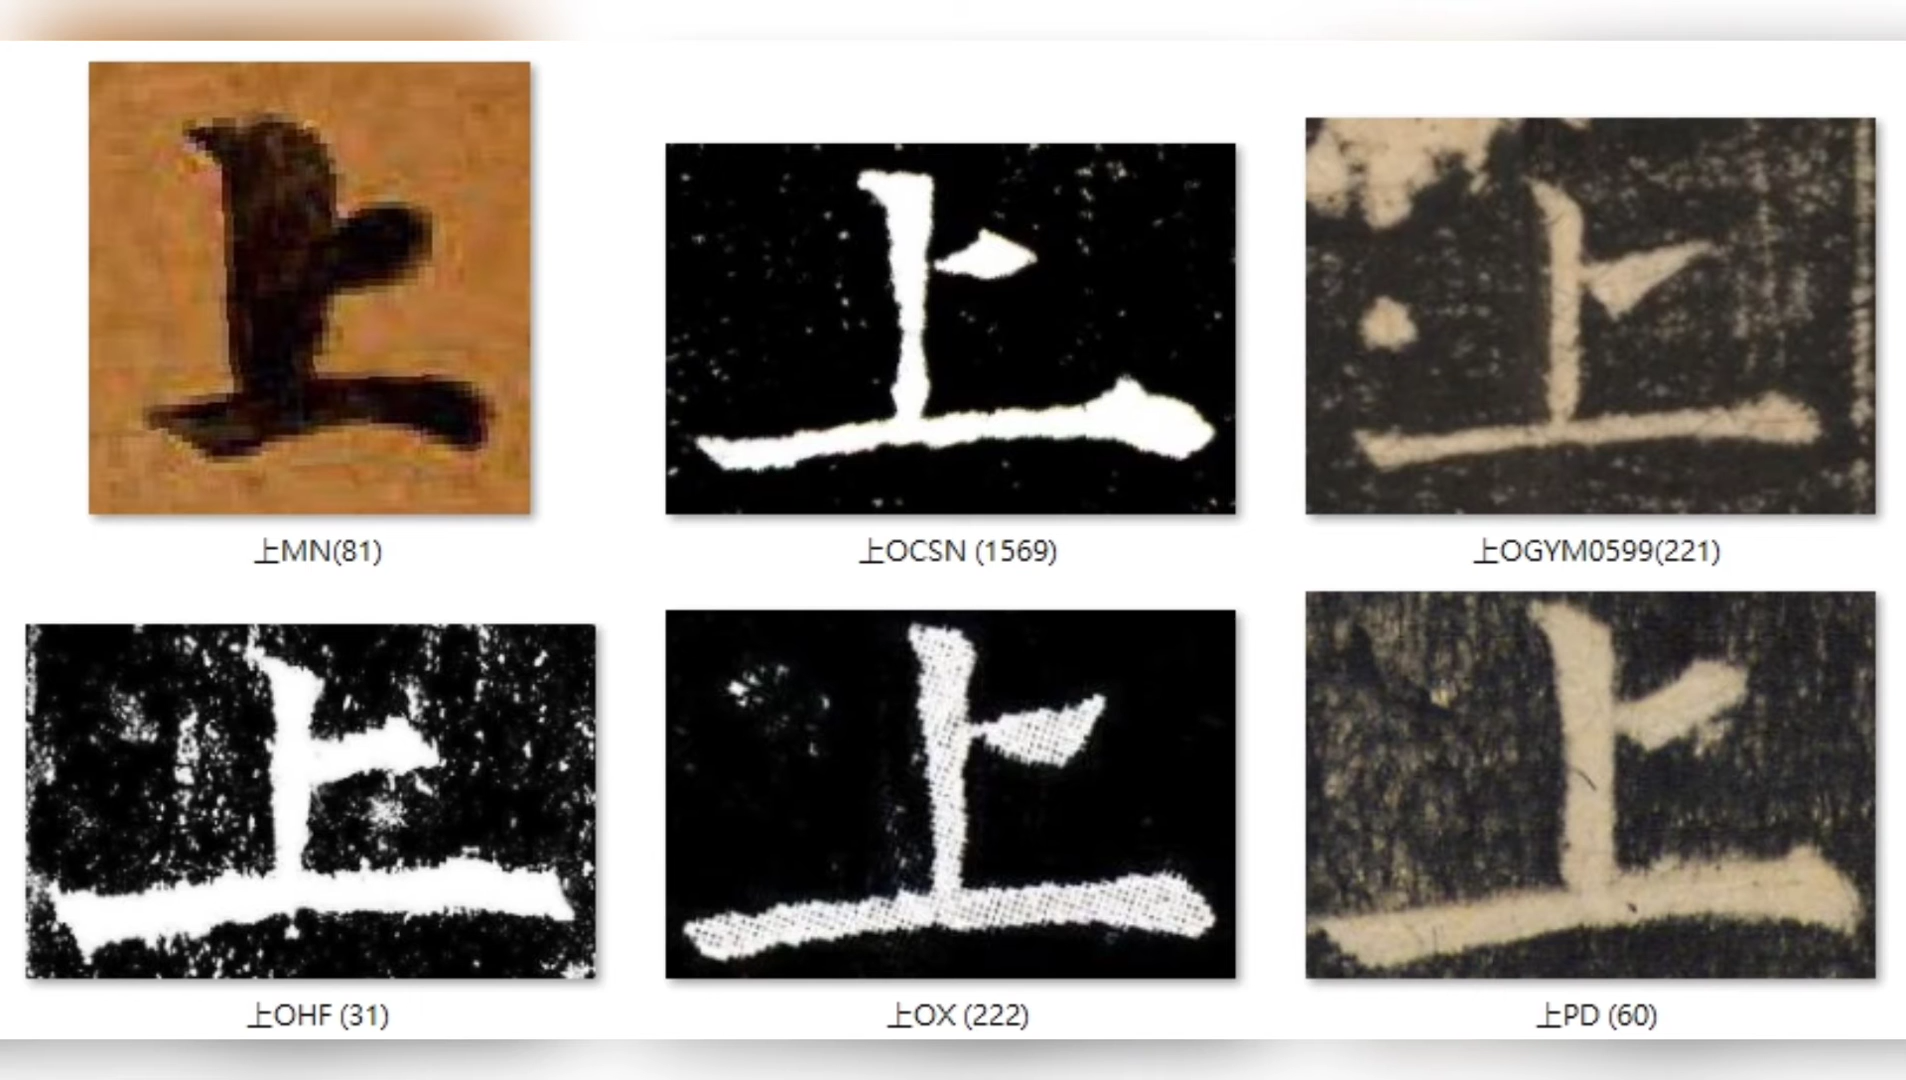 上
上
上
上MN(81)
上OCSN (1569)
上OGYM0599(221)
上
上
上
上OHF (31)
上OX (222)
上PD (60)